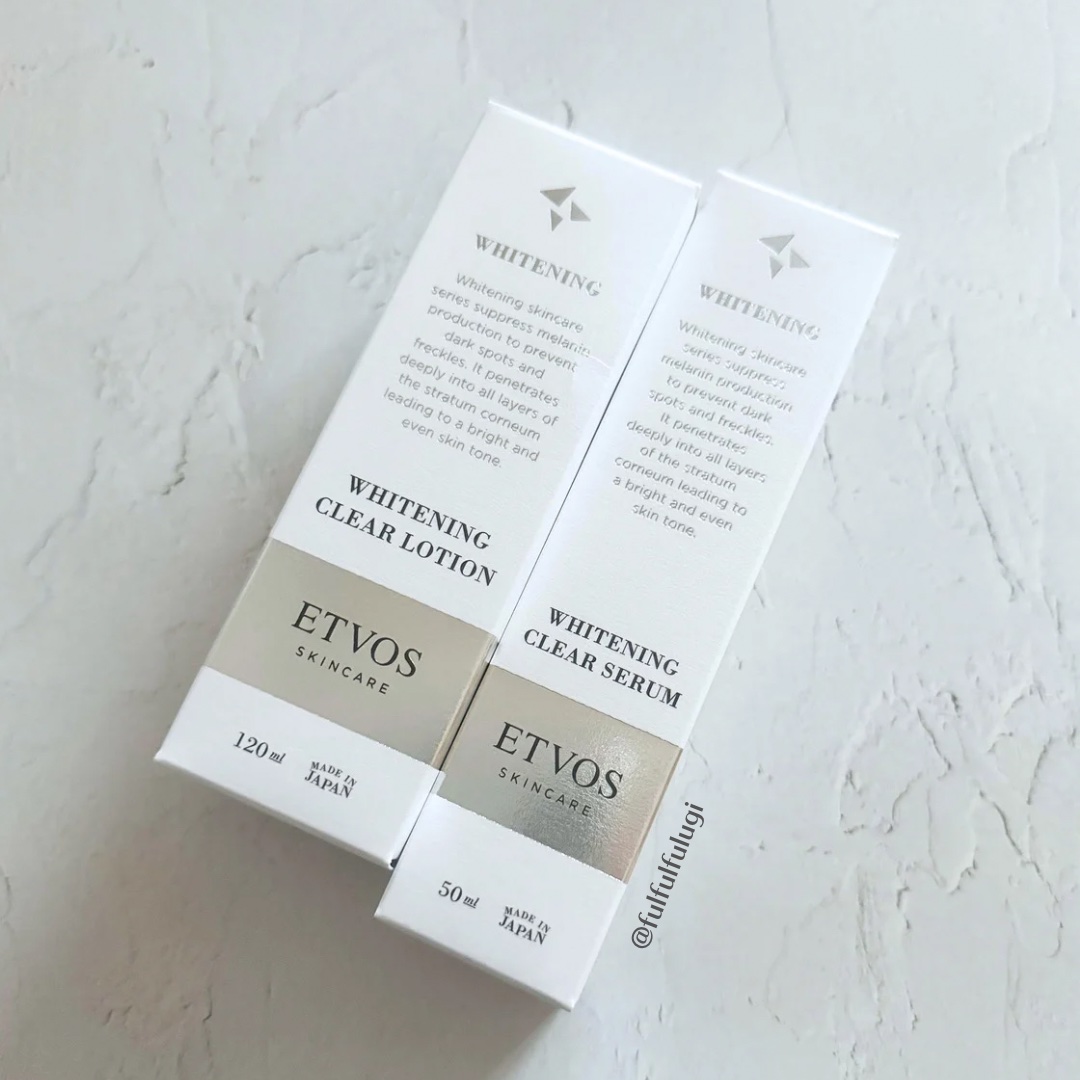 WHITENING
Whitening skincare
series suppress melanin
production to prevent
dark spots and
freckles. It penetrates
deeply into all layers of
the stratum corneum
leading to a bright and
even skin tone.
WHITENING
CLEAR LOTION
ETVOS
SKINCARE
120ml
MADE IN
JAPAN
WHITENING
Whitening skincare
series suppress
melanin production
to prevent dark
spots and freckles.
It penetrates
deeply into all layers
of the stratum
corneum leading to
a bright and even
skin tone.
WHITENING
CLEAR SERUM
ETVOS
SKINCARE
50ml
MADE IN
JAPAN
@fulfulfulugi